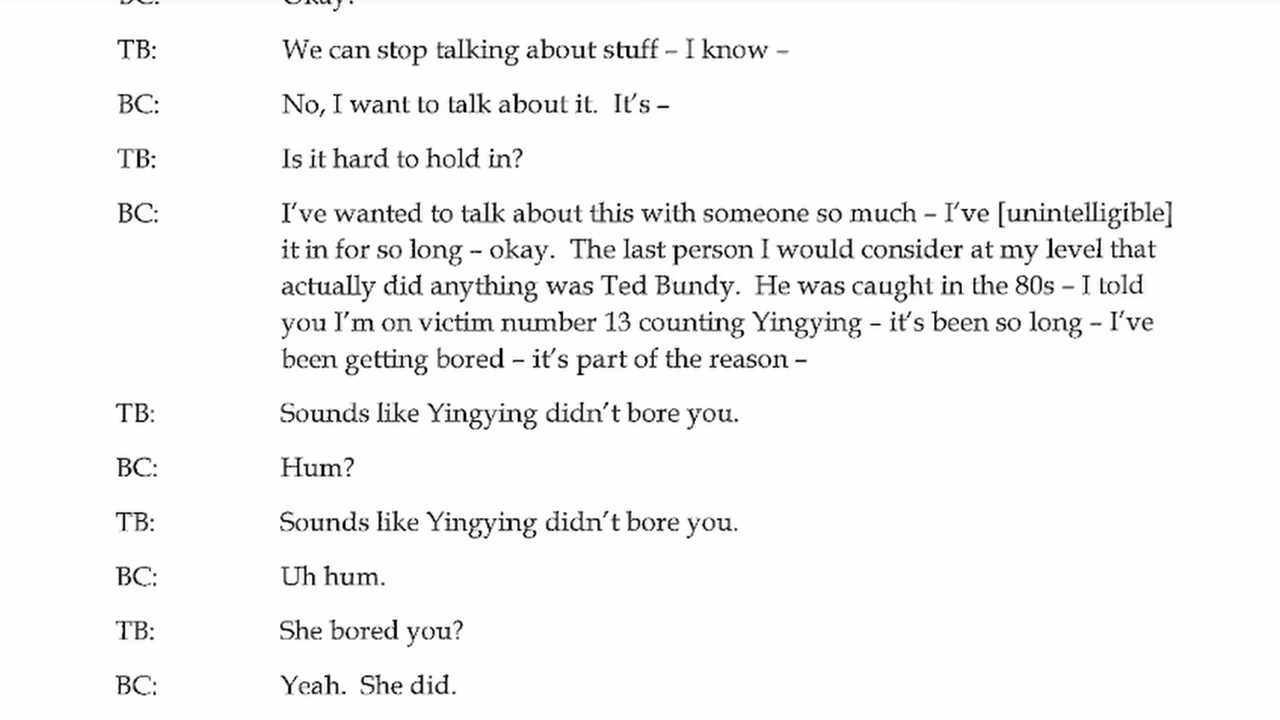 BC: Okay?
TB: We can stop talking about stuff – I know –
BC: No, I want to talk about it. It's –
TB: Is it hard to hold in?
BC: I've wanted to talk about this with someone so much – I've [unintelligible]
it in for so long – okay. The last person I would consider at my level that
actually did anything was Ted Bundy. He was caught in the 80s – I told
you I'm on victim number 13 counting Yingying – it's been so long – I've
been getting bored – it's part of the reason –
TB: Sounds like Yingying didn't bore you.
BC: Hum?
TB: Sounds like Yingying didn't bore you.
BC: Uh hum.
TB: She bored you?
BC: Yeah. She did.